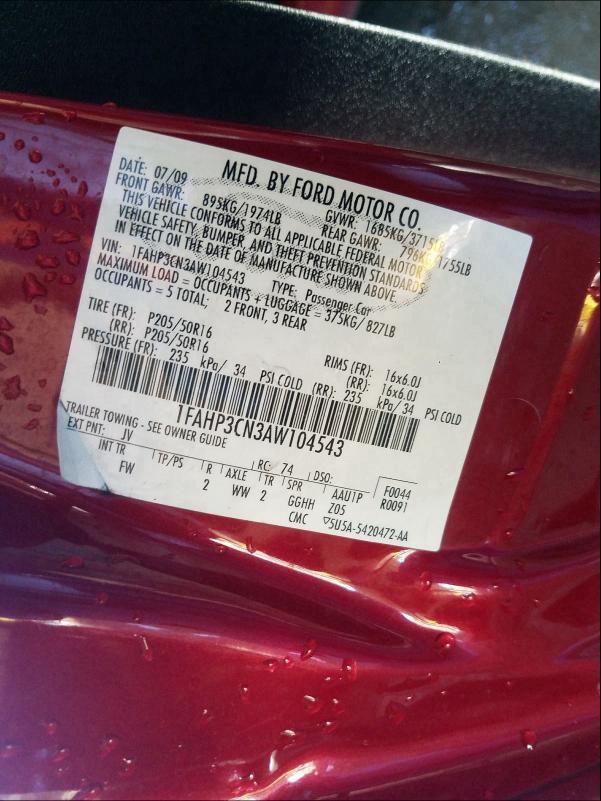 MFD. BY FORD MOTOR CO.
DATE: 07/09 GVWR: 1685KG/3715LB
FRONT GAWR: 895KG/1974LB REAR GAWR: 796KG/1755LB
THIS VEHICLE CONFORMS TO ALL APPLICABLE FEDERAL MOTOR
VEHICLE SAFETY, BUMPER, AND THEFT PREVENTION STANDARDS
IN EFFECT ON THE DATE OF MANUFACTURE SHOWN ABOVE.
VIN: 1FAHP3CN3AW104543 TYPE: Passenger Car
MAXIMUM LOAD = OCCUPANTS + LUGGAGE = 375KG/ 827LB
OCCUPANTS = 5 TOTAL; 2 FRONT, 3 REAR
TIRE (FR): P205/50R16 RIMS (FR): 16x6.0J
(RR): P205/50R16 (RR): 16x6.0J
PRESSURE (FR): 235 kPa/ 34 PSI COLD (RR): 235 kPa/ 34 PSI COLD
1FAHP3CN3AW104543
TRAILER TOWING - SEE OWNER GUIDE
EXT PNT: JV RC: 74 DSO: F0044
INT TR TP/PS R AXLE TR SPR AAU1P R0091
FW 2 WW 2 GGHH Z05
CMC ▽5U5A-5420472-AA